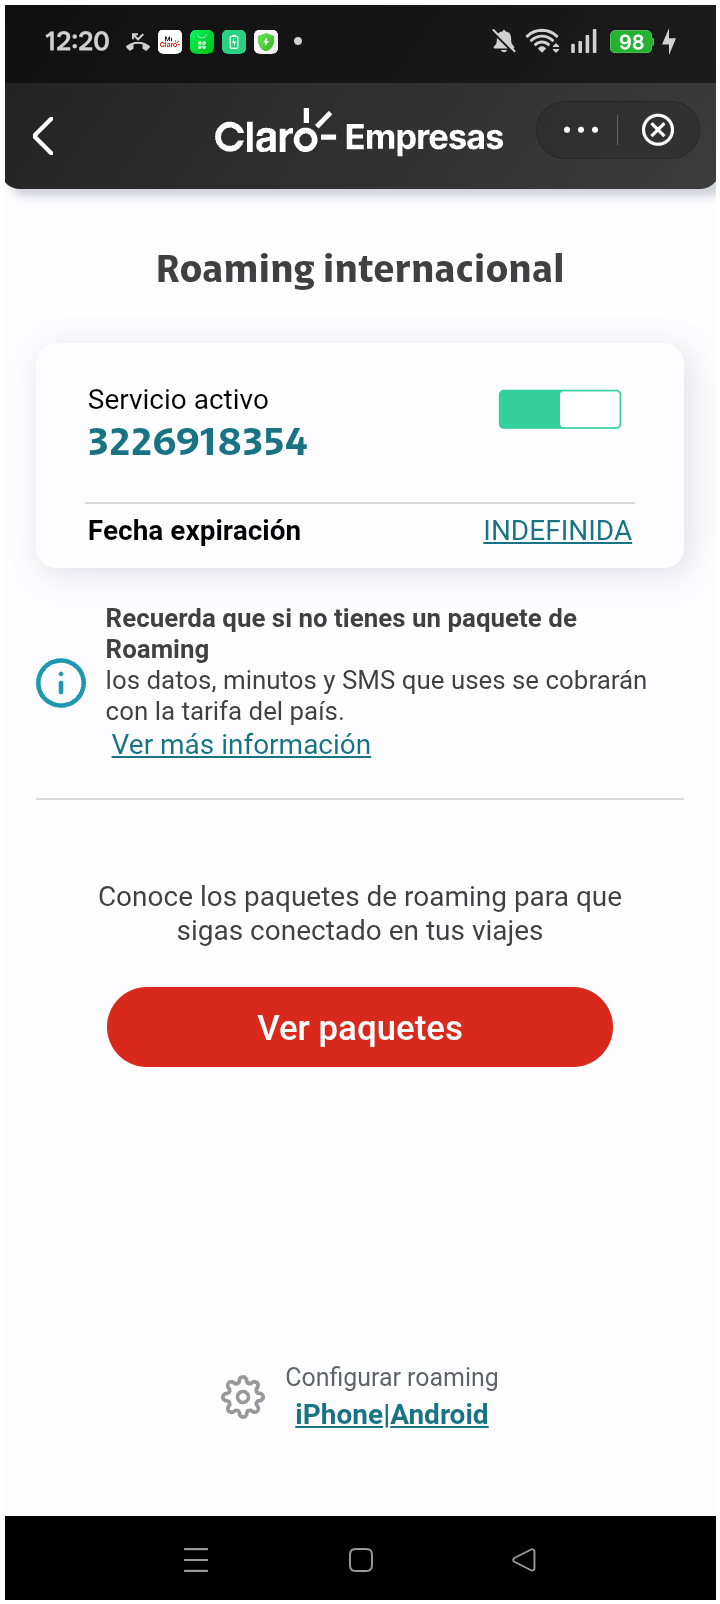 12:20
Mi Claro
98
Claro Empresas
Roaming internacional
Servicio activo
3226918354
Fecha expiración INDEFINIDA
Recuerda que si no tienes un paquete de
Roaming
los datos, minutos y SMS que uses se cobrarán
con la tarifa del país.
Ver más información
Conoce los paquetes de roaming para que
sigas conectado en tus viajes
Ver paquetes
Configurar roaming
iPhone|Android